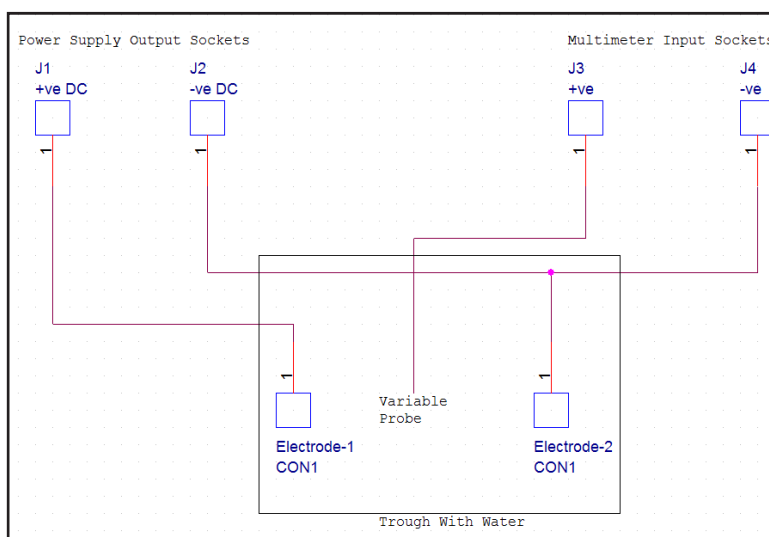 Power Supply Output Sockets
Multimeter Input Sockets
J1
+ve DC
J2
-ve DC
J3
+ve
J4
-ve
1
1
1
1
1
1
Variable
Probe
Electrode-1
CON1
Electrode-2
CON1
Trough With Water